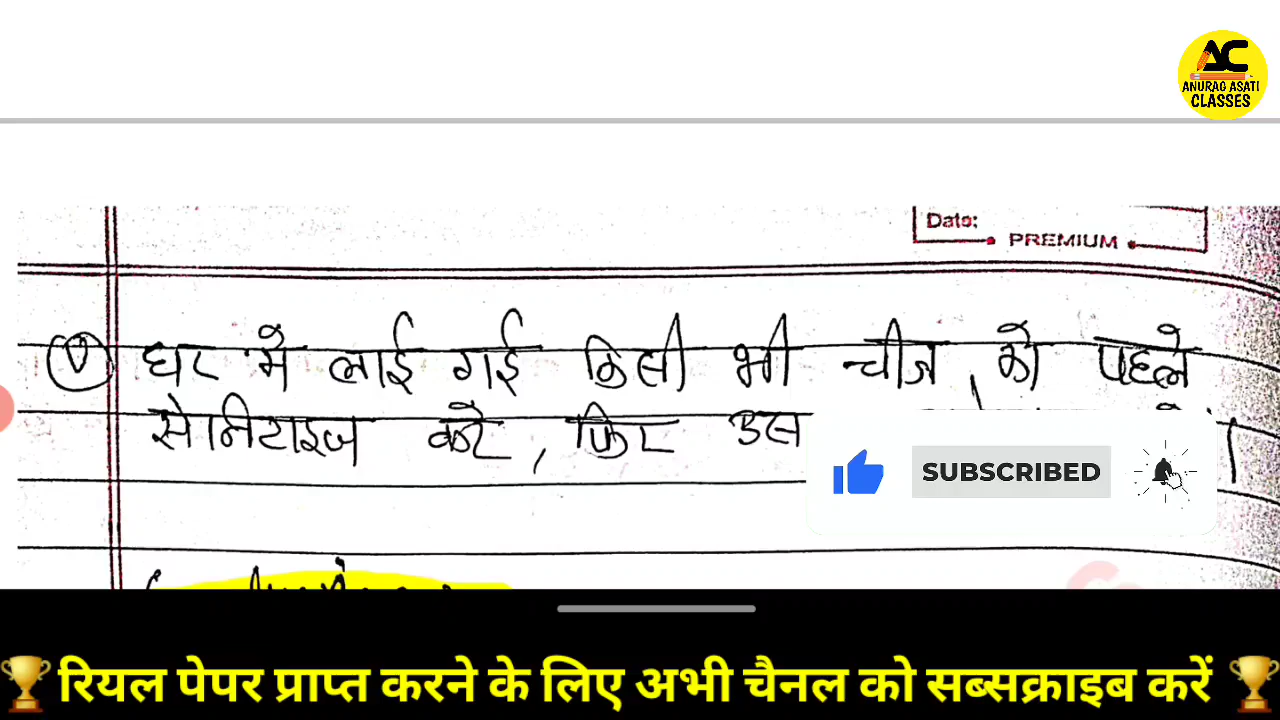 AC
ANURAG ASATI
CLASSES
Date:
PREMIUM
(v) घर मे लाई गई किसी भी चीज को पहले
सेनिटाइज करे, फिर उस
SUBSCRIBED
रियल पेपर प्राप्त करने के लिए अभी चैनल को सब्सक्राइब करें